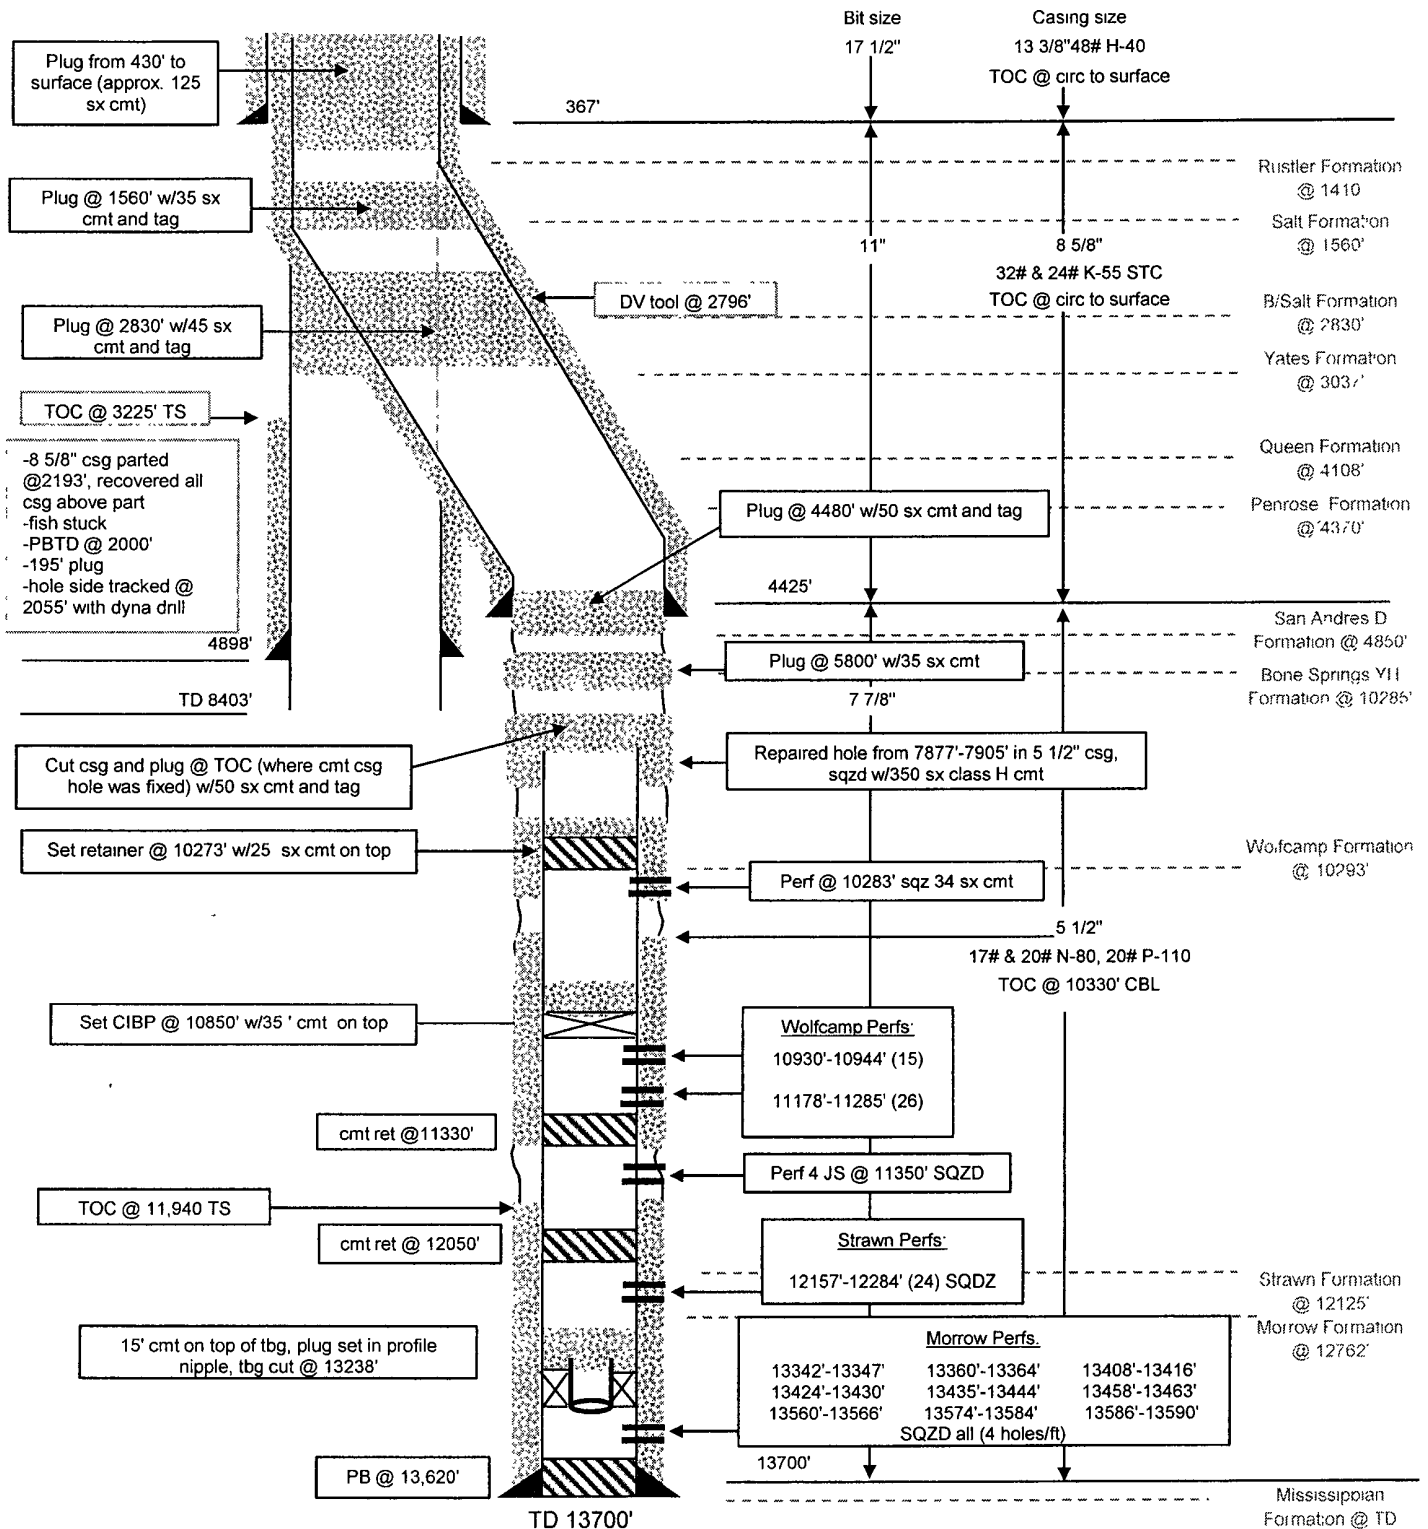 Bit size
17 1/2"
Casing size
13 3/8"48# H-40
TOC @ circ to surface
Plug from 430' to
surface (approx. 125
sx cmt)
367'
Rustler Formation
@ 1410
Plug @ 1560' w/35 sx
cmt and tag
Salt Formation
@ 1560'
11"
8 5/8"
32# & 24# K-55 STC
TOC @ circ to surface
DV tool @ 2796'
B/Salt Formation
@ 2830'
Plug @ 2830' w/45 sx
cmt and tag
Yates Formation
@ 3037'
TOC @ 3225' TS
-8 5/8" csg parted
@2193', recovered all
csg above part
-fish stuck
-PBTD @ 2000'
-195' plug
-hole side tracked @
2055' with dyna drill
Queen Formation
@ 4108'
Plug @ 4480' w/50 sx cmt and tag
Penrose Formation
@ 4370'
4425'
4898'
San Andres D
Formation @ 4850'
Plug @ 5800' w/35 sx cmt
Bone Springs YH
Formation @ 10285'
TD 8403'
7 7/8"
Cut csg and plug @ TOC (where cmt csg
hole was fixed) w/50 sx cmt and tag
Repaired hole from 7877'-7905' in 5 1/2" csg,
sqzd w/350 sx class H cmt
Set retainer @ 10273' w/25 sx cmt on top
Wolfcamp Formation
@ 10293'
Perf @ 10283' sqz 34 sx cmt
5 1/2"
17# & 20# N-80, 20# P-110
TOC @ 10330' CBL
Set CIBP @ 10850' w/35 ' cmt on top
Wolfcamp Perfs:
10930'-10944' (15)
11178'-11285' (26)
cmt ret @11330'
Perf 4 JS @ 11350' SQZD
TOC @ 11,940 TS
cmt ret @ 12050'
Strawn Perfs:
12157'-12284' (24) SQDZ
Strawn Formation
@ 12125'
Morrow Formation
@ 12762'
15' cmt on top of tbg, plug set in profile
nipple, tbg cut @ 13238'
Morrow Perfs.
13342'-13347' 13360'-13364' 13408'-13416'
13424'-13430' 13435'-13444' 13458'-13463'
13560'-13566' 13574'-13584' 13586'-13590'
SQZD all (4 holes/ft)
13700'
PB @ 13,620'
TD 13700'
Mississippian
Formation @ TD